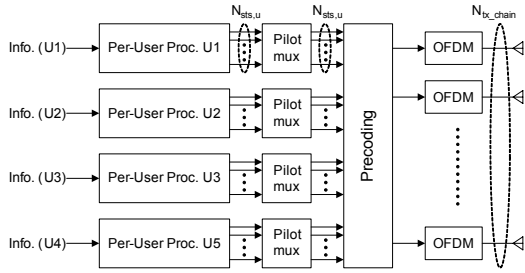 N_sts,u N_sts,u N_tx_chain
Info. (U1) Per-User Proc. U1 Pilot mux OFDM
Info. (U2) Per-User Proc. U2 Pilot mux OFDM
Precoding
Info. (U3) Per-User Proc. U3 Pilot mux
Info. (U4) Per-User Proc. U5 Pilot mux OFDM